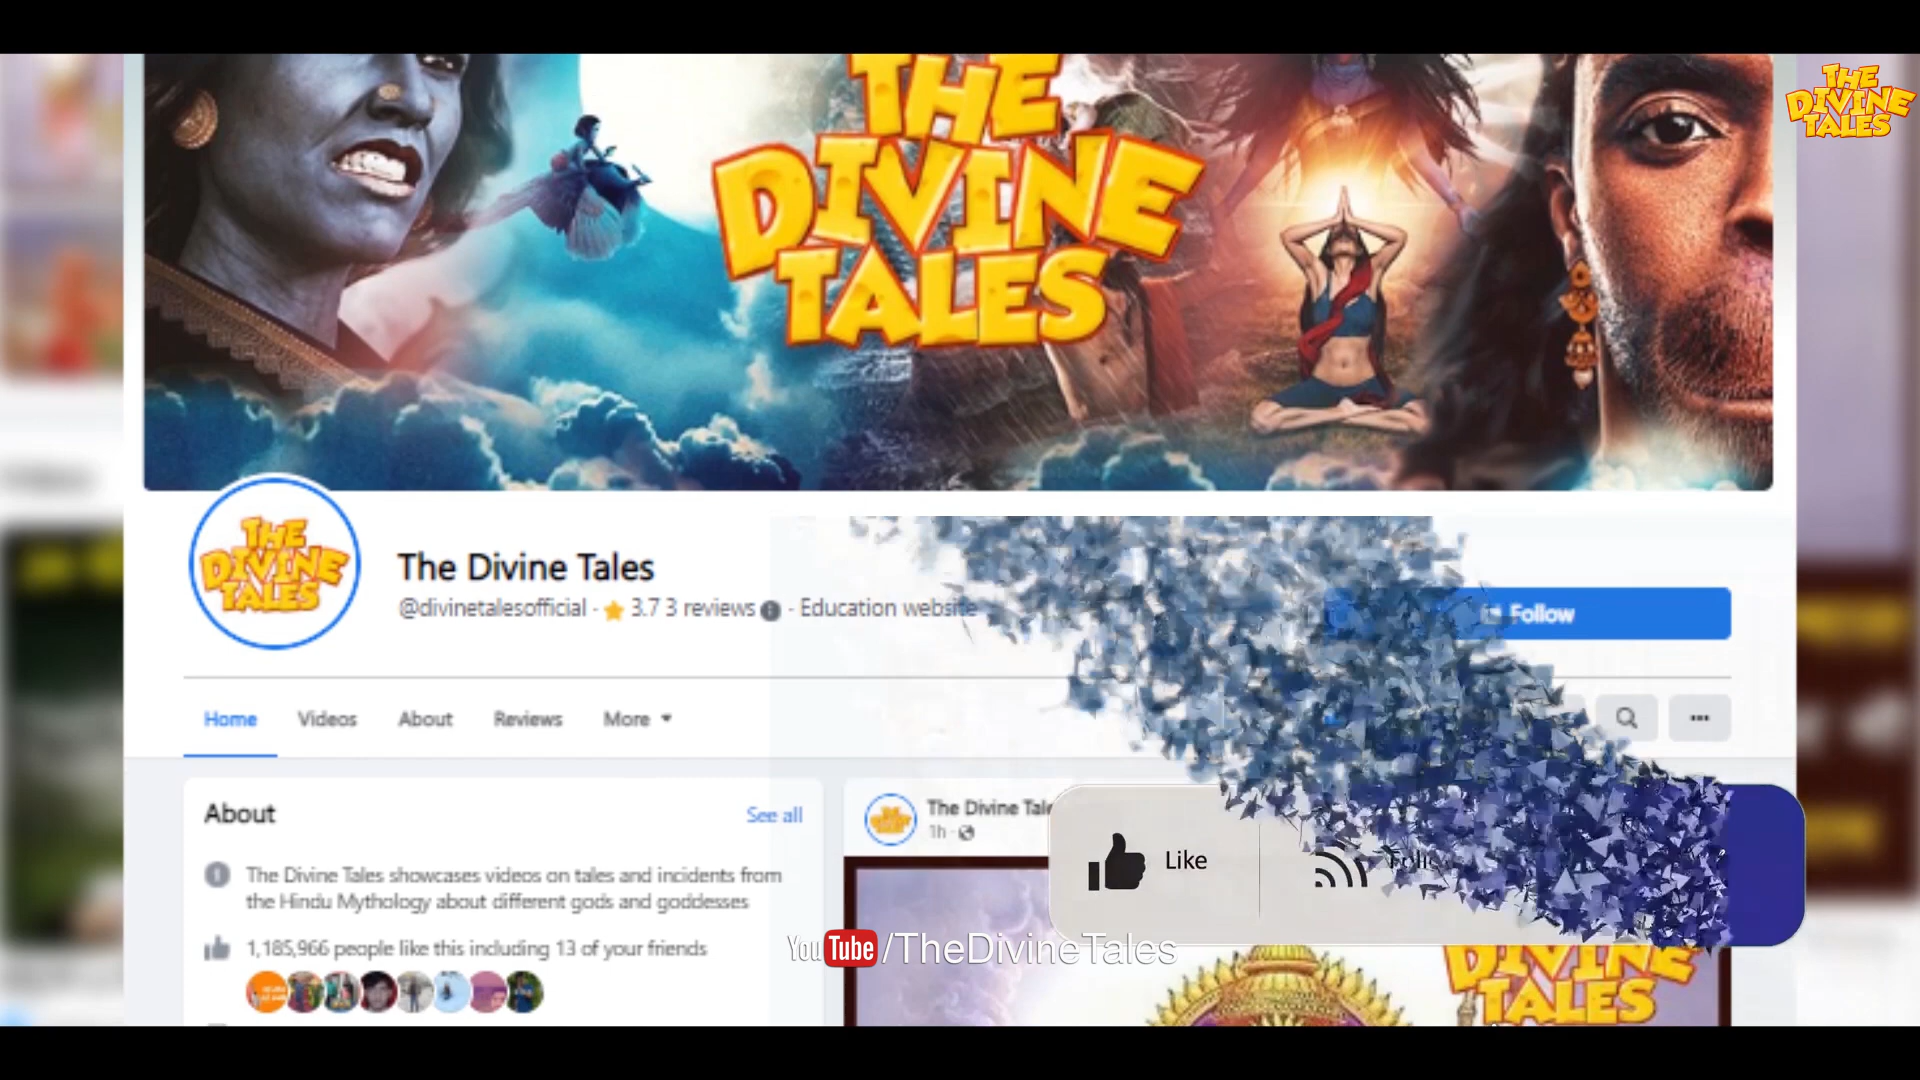 THE
DIVINE
TALES
THE
DIVINE
TALES
THE
DIVINE
TALES
The Divine Tales
@divinetalesofficial · 3.7 3 reviews · Education website
Follow
Home Videos About Reviews More
About
See all
The Divine Tales showcases videos on tales and incidents from
the Hindu Mythology about different gods and goddesses
1,185,966 people like this including 13 of your friends
The Divine Tale
1h
Like
YouTube/TheDivineTales
DIVINE
TALES